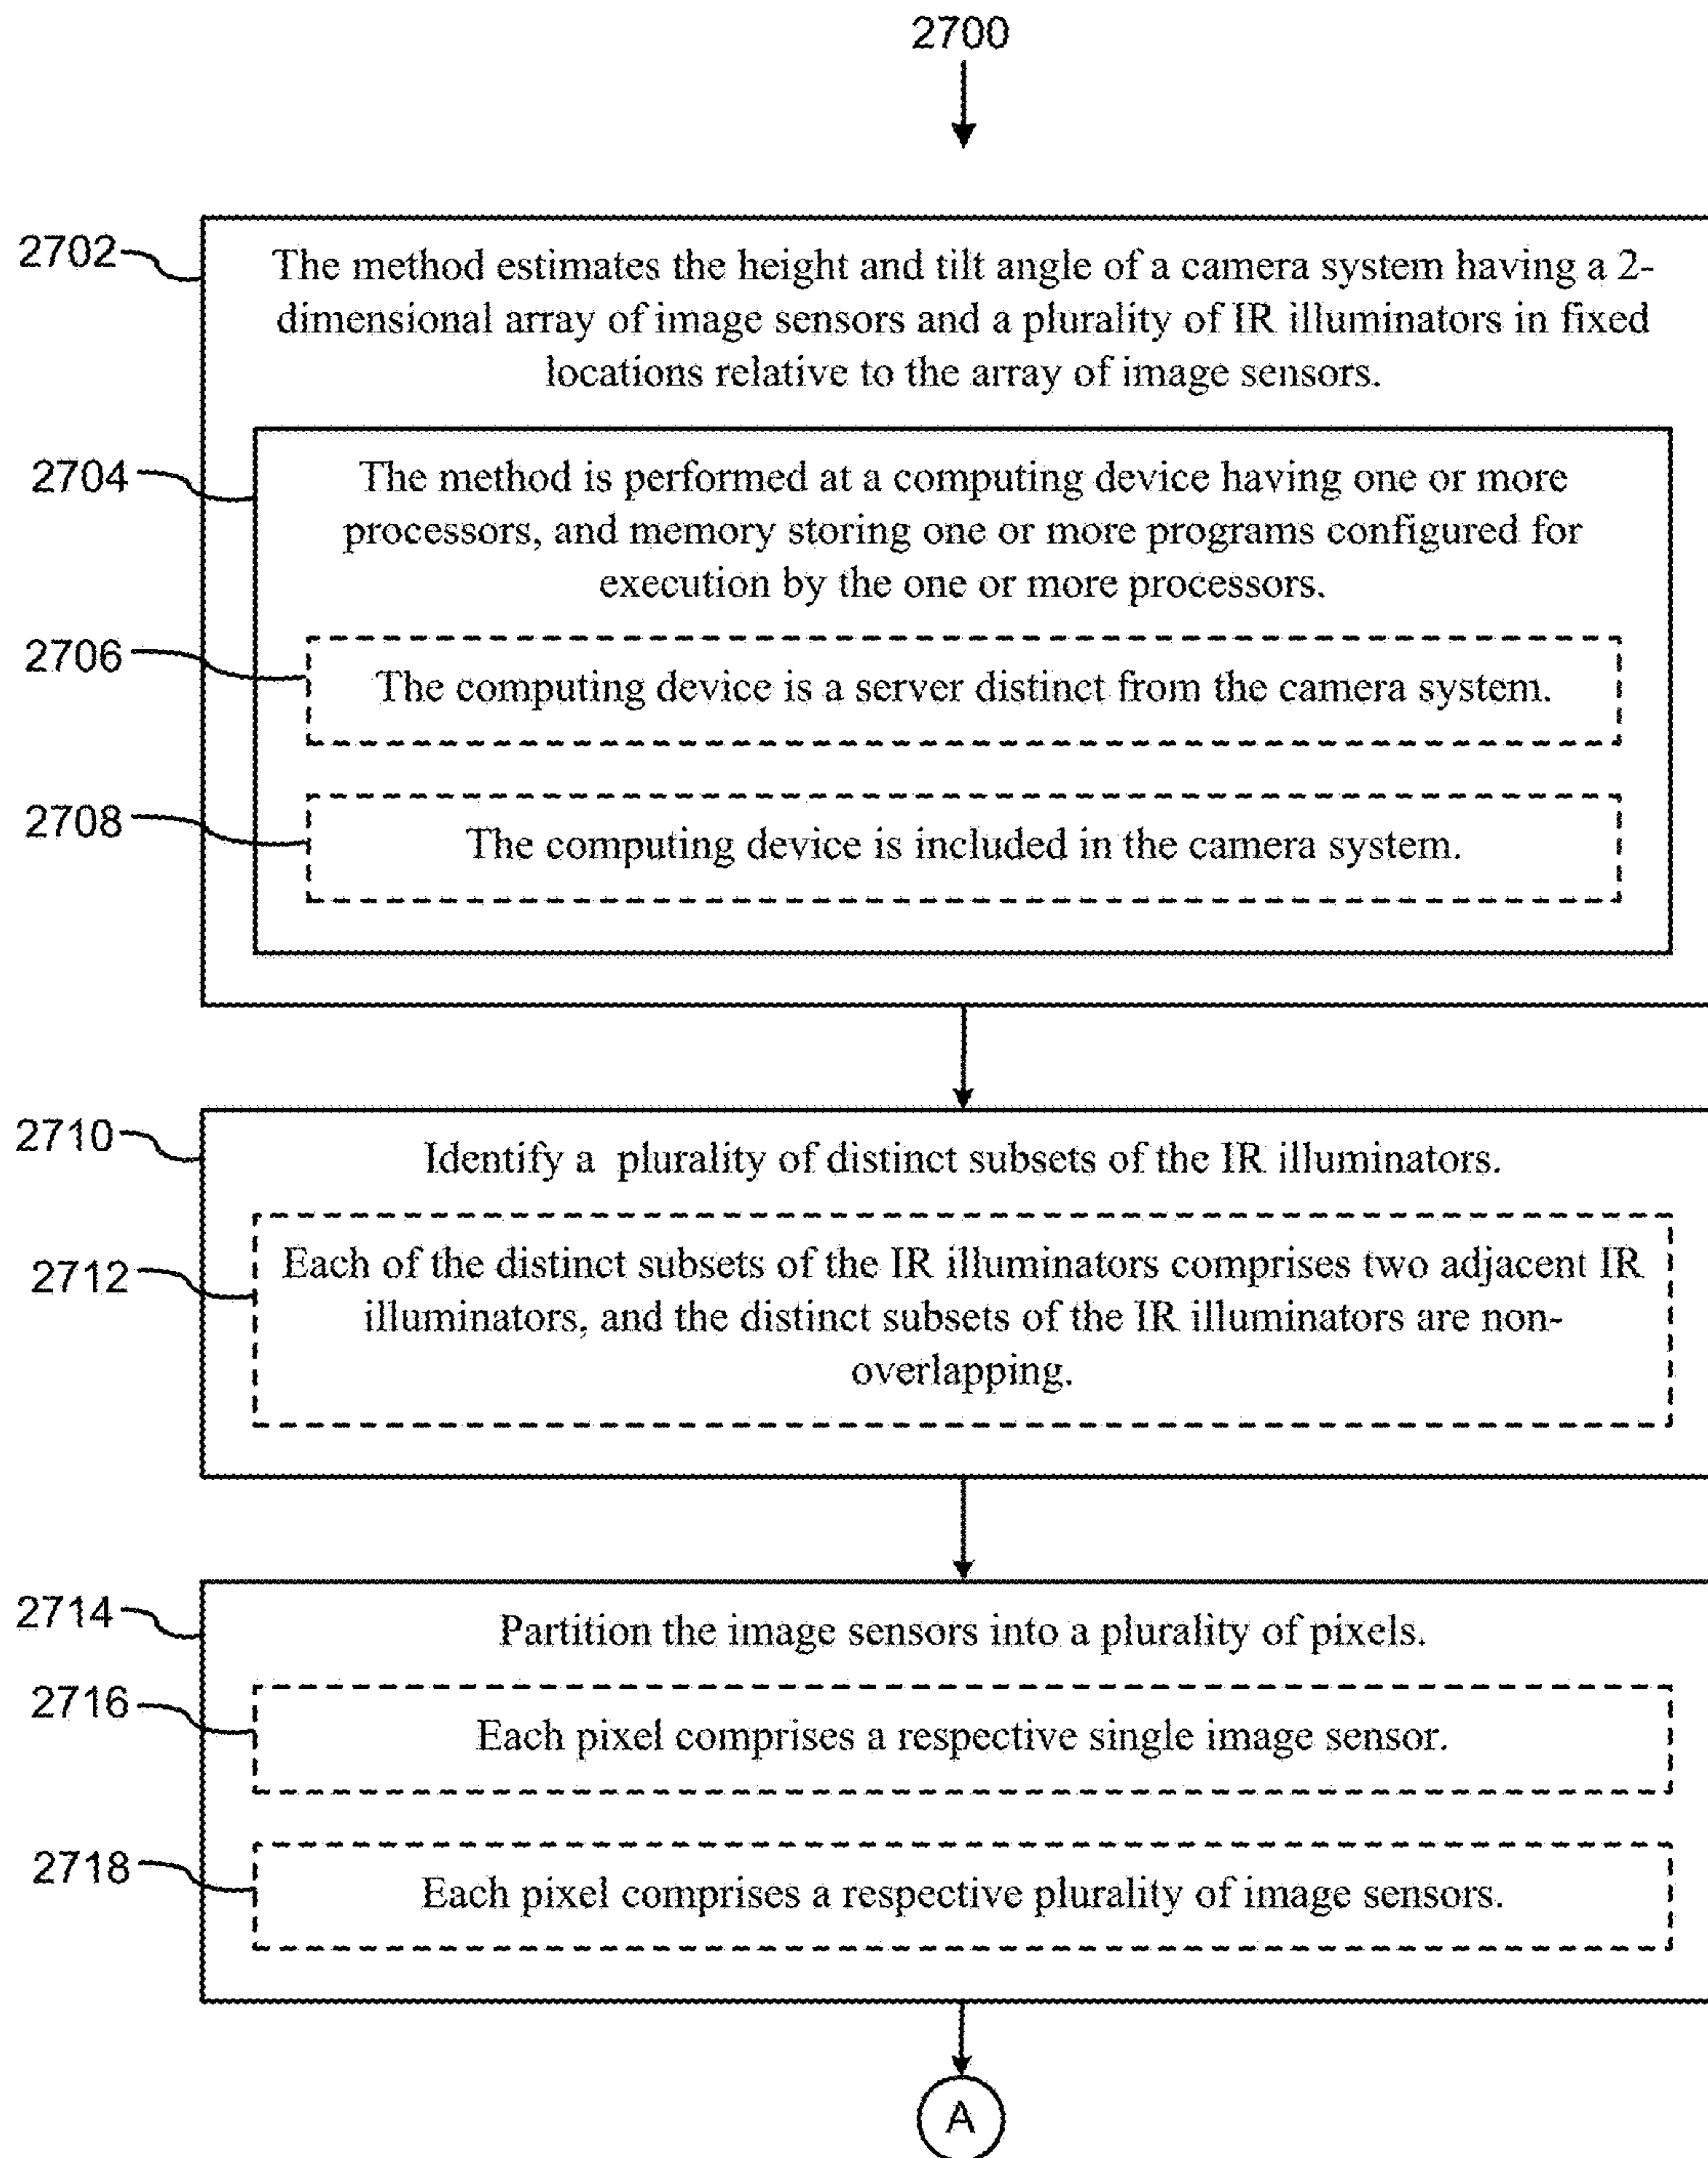 2700
2702
The method estimates the height and tilt angle of a camera system having a 2-
dimensional array of image sensors and a plurality of IR illuminators in fixed
locations relative to the array of image sensors.
2704
The method is performed at a computing device having one or more
processors, and memory storing one or more programs configured for
execution by the one or more processors.
2706
The computing device is a server distinct from the camera system.
2708
The computing device is included in the camera system.
2710
Identify a plurality of distinct subsets of the IR illuminators.
2712
Each of the distinct subsets of the IR illuminators comprises two adjacent IR
illuminators, and the distinct subsets of the IR illuminators are non-
overlapping.
2714
Partition the image sensors into a plurality of pixels.
2716
Each pixel comprises a respective single image sensor.
2718
Each pixel comprises a respective plurality of image sensors.
A